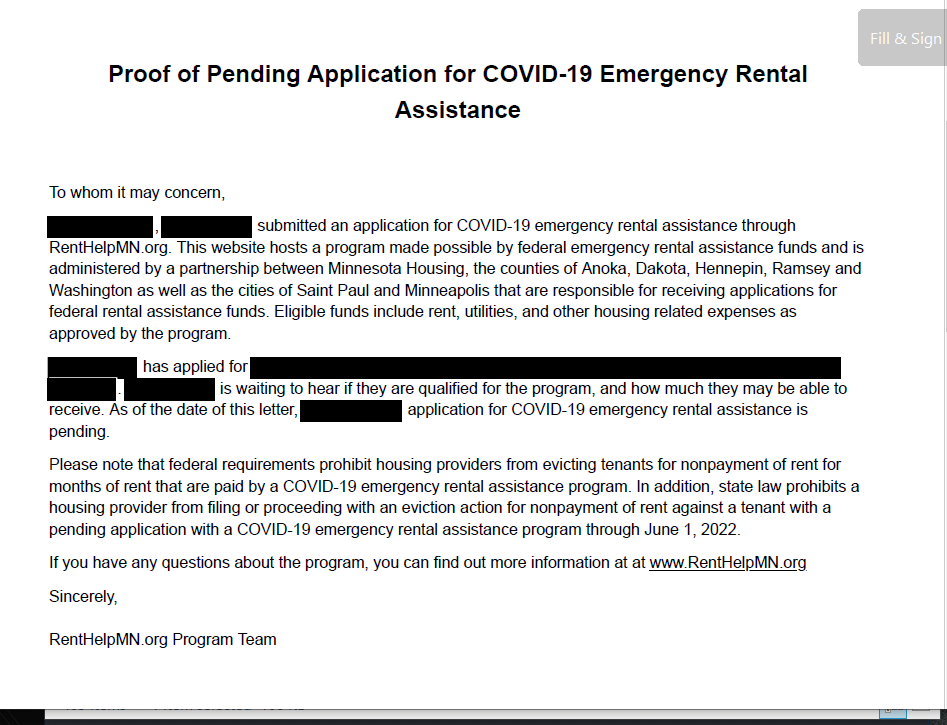 Fill & Sign
Proof of Pending Application for COVID-19 Emergency Rental
Assistance
To whom it may concern,
, submitted an application for COVID-19 emergency rental assistance through
RentHelpMN.org. This website hosts a program made possible by federal emergency rental assistance funds and is
administered by a partnership between Minnesota Housing, the counties of Anoka, Dakota, Hennepin, Ramsey and
Washington as well as the cities of Saint Paul and Minneapolis that are responsible for receiving applications for
federal rental assistance funds. Eligible funds include rent, utilities, and other housing related expenses as
approved by the program.
has applied for
. is waiting to hear if they are qualified for the program, and how much they may be able to
receive. As of the date of this letter, application for COVID-19 emergency rental assistance is
pending.
Please note that federal requirements prohibit housing providers from evicting tenants for nonpayment of rent for
months of rent that are paid by a COVID-19 emergency rental assistance program. In addition, state law prohibits a
housing provider from filing or proceeding with an eviction action for nonpayment of rent against a tenant with a
pending application with a COVID-19 emergency rental assistance program through June 1, 2022.
If you have any questions about the program, you can find out more information at at www.RentHelpMN.org
Sincerely,
RentHelpMN.org Program Team